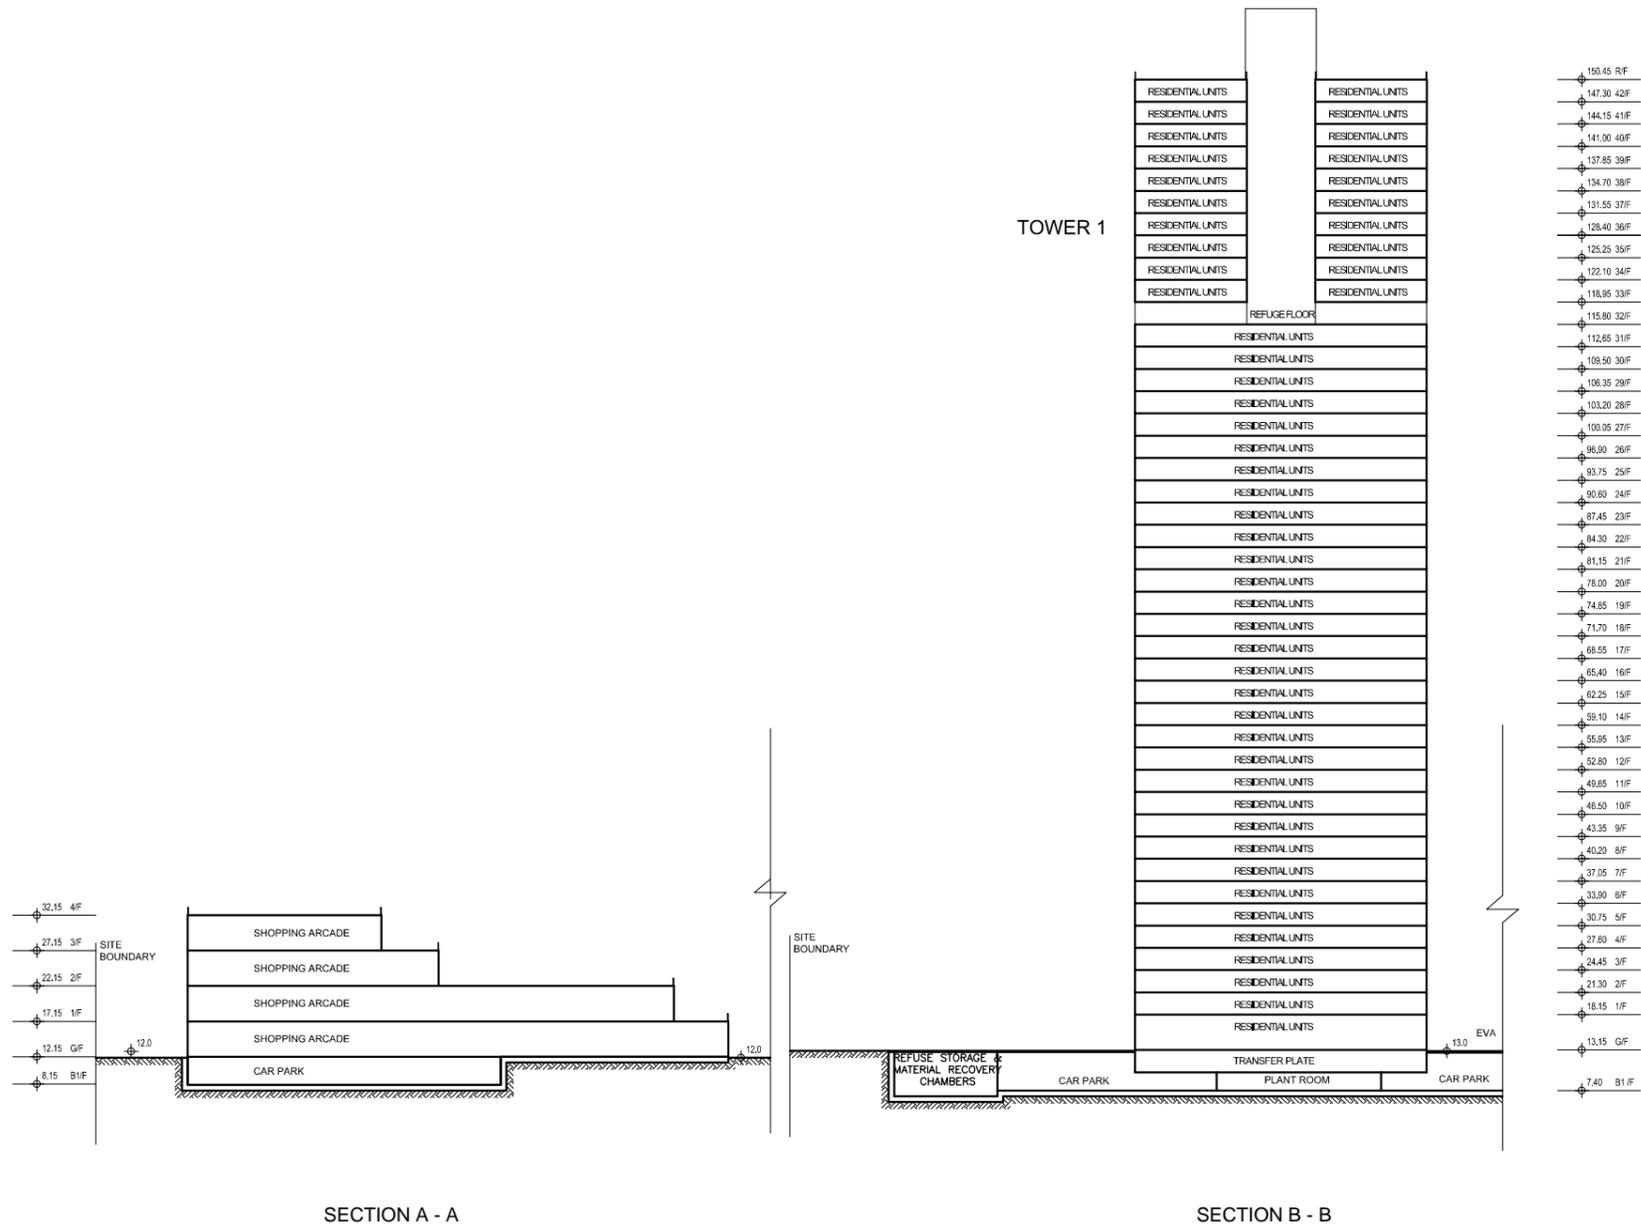 150.45 R/F
RESIDENTIAL UNITS RESIDENTIAL UNITS
147.30 42/F
RESIDENTIAL UNITS RESIDENTIAL UNITS
144.15 41/F
RESIDENTIAL UNITS RESIDENTIAL UNITS
141.00 40/F
RESIDENTIAL UNITS RESIDENTIAL UNITS
137.85 39/F
RESIDENTIAL UNITS RESIDENTIAL UNITS
134.70 38/F
RESIDENTIAL UNITS RESIDENTIAL UNITS
131.55 37/F
TOWER 1
RESIDENTIAL UNITS RESIDENTIAL UNITS
128.40 36/F
RESIDENTIAL UNITS RESIDENTIAL UNITS
125.25 35/F
RESIDENTIAL UNITS RESIDENTIAL UNITS
122.10 34/F
RESIDENTIAL UNITS RESIDENTIAL UNITS
118.95 33/F
REFUGE FLOOR
115.80 32/F
RESIDENTIAL UNITS
112.65 31/F
RESIDENTIAL UNITS
109.50 30/F
RESIDENTIAL UNITS
106.35 29/F
RESIDENTIAL UNITS
103.20 28/F
RESIDENTIAL UNITS
100.05 27/F
RESIDENTIAL UNITS
96.90 26/F
RESIDENTIAL UNITS
93.75 25/F
RESIDENTIAL UNITS
90.60 24/F
RESIDENTIAL UNITS
87.45 23/F
RESIDENTIAL UNITS
84.30 22/F
RESIDENTIAL UNITS
81.15 21/F
RESIDENTIAL UNITS
78.00 20/F
RESIDENTIAL UNITS
74.85 19/F
RESIDENTIAL UNITS
71.70 18/F
RESIDENTIAL UNITS
68.55 17/F
RESIDENTIAL UNITS
65.40 16/F
RESIDENTIAL UNITS
62.25 15/F
RESIDENTIAL UNITS
59.10 14/F
RESIDENTIAL UNITS
55.95 13/F
RESIDENTIAL UNITS
52.80 12/F
RESIDENTIAL UNITS
49.65 11/F
RESIDENTIAL UNITS
46.50 10/F
RESIDENTIAL UNITS
43.35 9/F
RESIDENTIAL UNITS
40.20 8/F
RESIDENTIAL UNITS
37.05 7/F
RESIDENTIAL UNITS
33.90 6/F
RESIDENTIAL UNITS
30.75 5/F
RESIDENTIAL UNITS
27.60 4/F
RESIDENTIAL UNITS
24.45 3/F
RESIDENTIAL UNITS
21.30 2/F
RESIDENTIAL UNITS
18.15 1/F
RESIDENTIAL UNITS
EVA
13.0
13.15 G/F
TRANSFER PLATE
REFUSE STORAGE &
MATERIAL RECOVERY
CHAMBERS
CAR PARK PLANT ROOM CAR PARK
7.40 B1/F
SITE
BOUNDARY
32.15 4/F
SHOPPING ARCADE
27.15 3/F
SITE
BOUNDARY
SHOPPING ARCADE
22.15 2/F
SHOPPING ARCADE
17.15 1/F
SHOPPING ARCADE
12.0
12.0
12.15 G/F
CAR PARK
8.15 B1/F
SECTION A - A
SECTION B - B